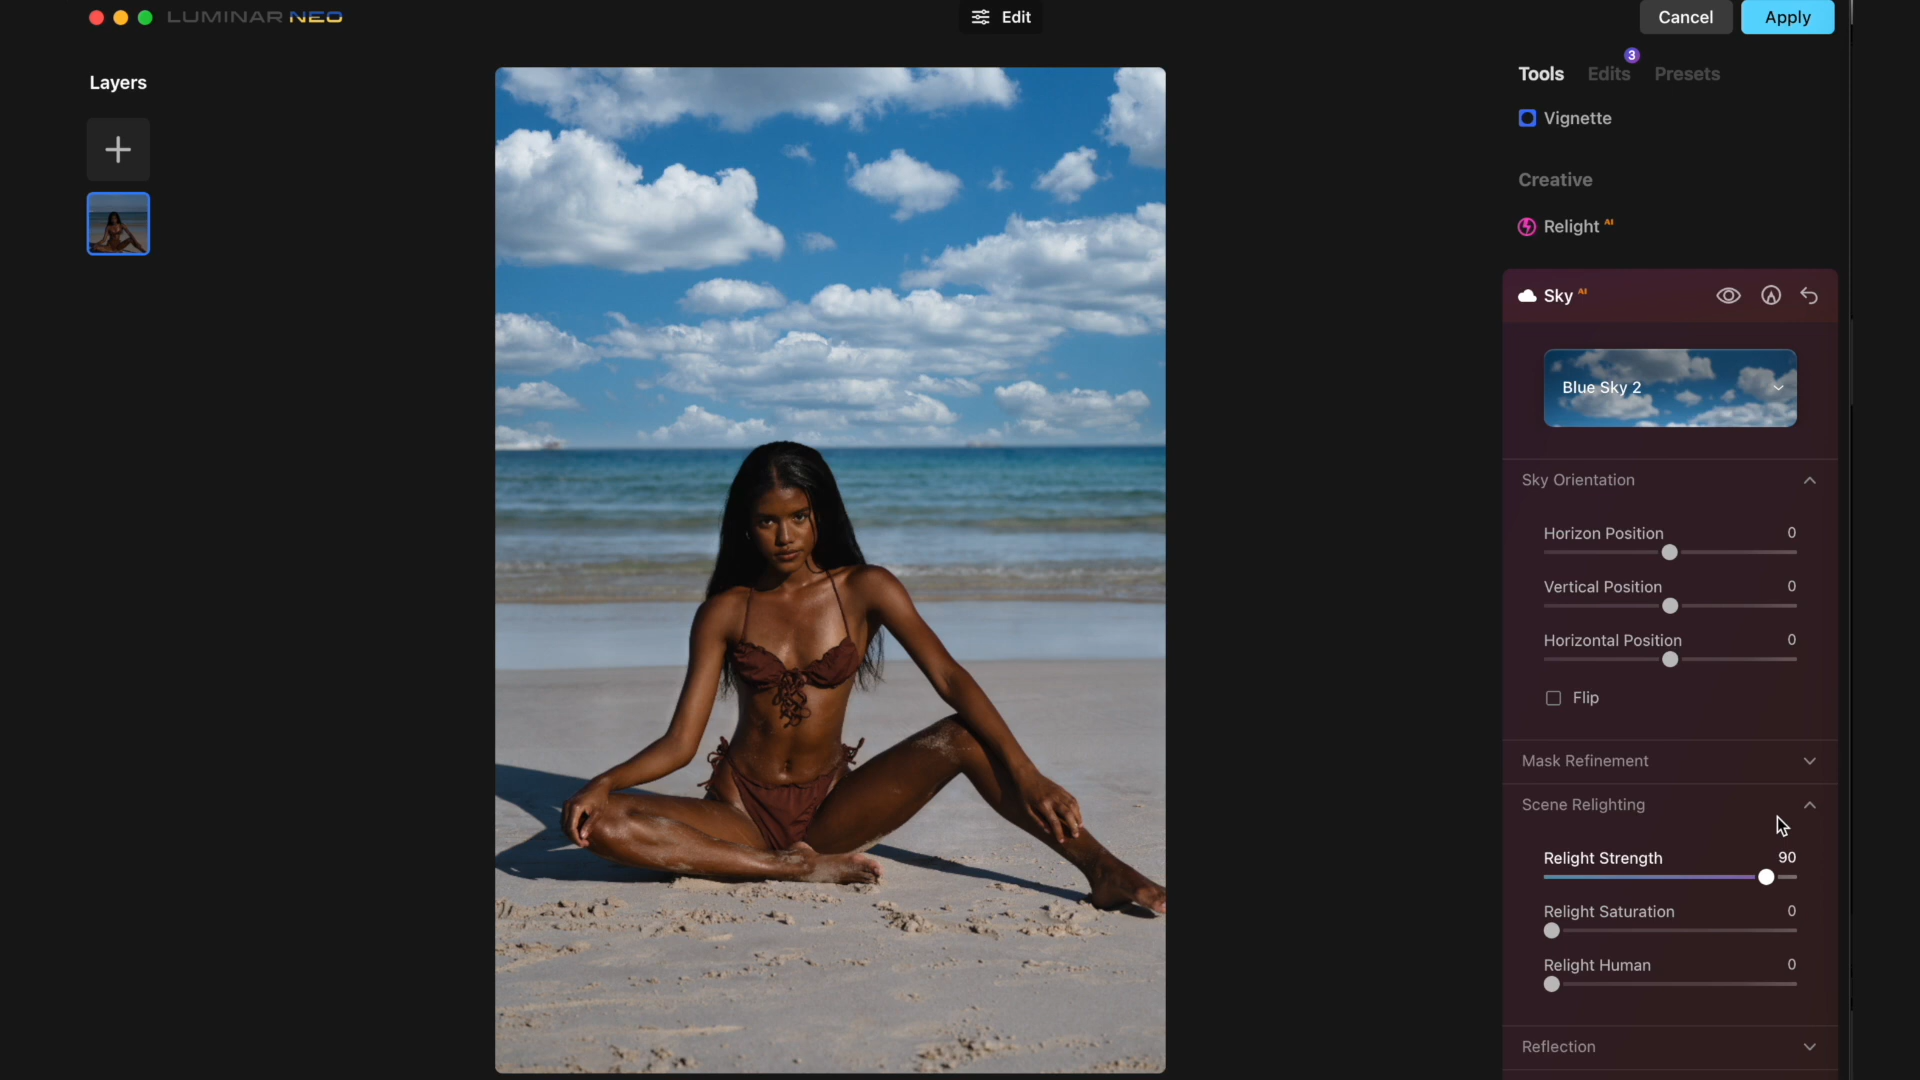 LUMINAR NEO
Edit
Cancel
Apply
Layers
Tools
Edits
3
Presets
Vignette
Creative
Relight AI
Sky AI
Blue Sky 2
Sky Orientation
Horizon Position 0
Vertical Position 0
Horizontal Position 0
Flip
Mask Refinement
Scene Relighting
Relight Strength 90
Relight Saturation 0
Relight Human 0
Reflection